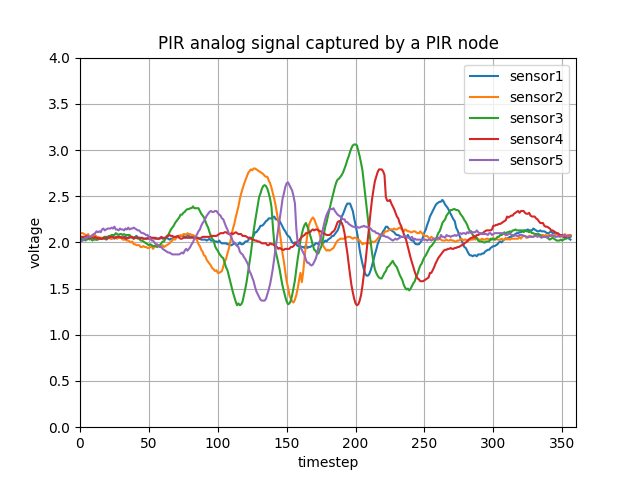 PIR analog signal captured by a PIR node
4.0
3.5
3.0
2.5
2.0
1.5
1.0
0.5
0.0
voltage
0 50 100 150 200 250 300 350
timestep
sensor1
sensor2
sensor3
sensor4
sensor5